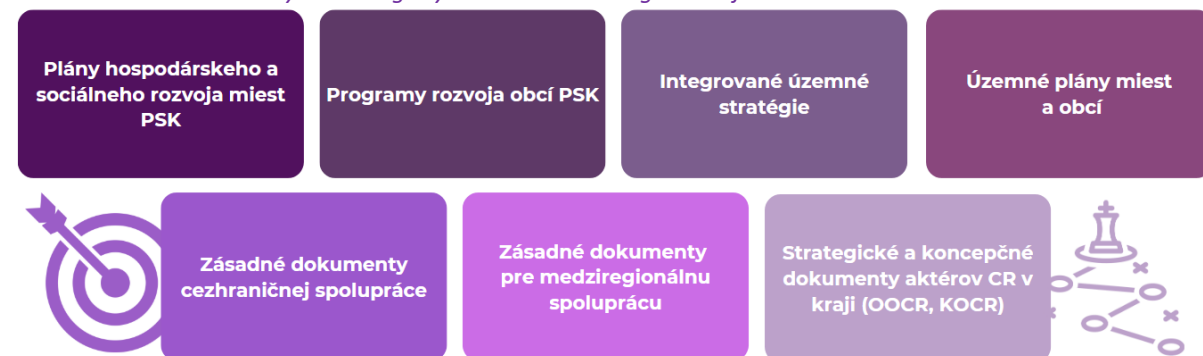 Plány hospodárskeho a
sociálneho rozvoja miest
PSK
Programy rozvoja obcí PSK
Integrované územné
stratégie
Územné plány miest
a obcí
Zásadné dokumenty
cezhraničnej spolupráce
Zásadné dokumenty
pre medziregionálnu
spoluprácu
Strategické a koncepčné
dokumenty aktérov CR v
kraji (OOCR, KOCR)